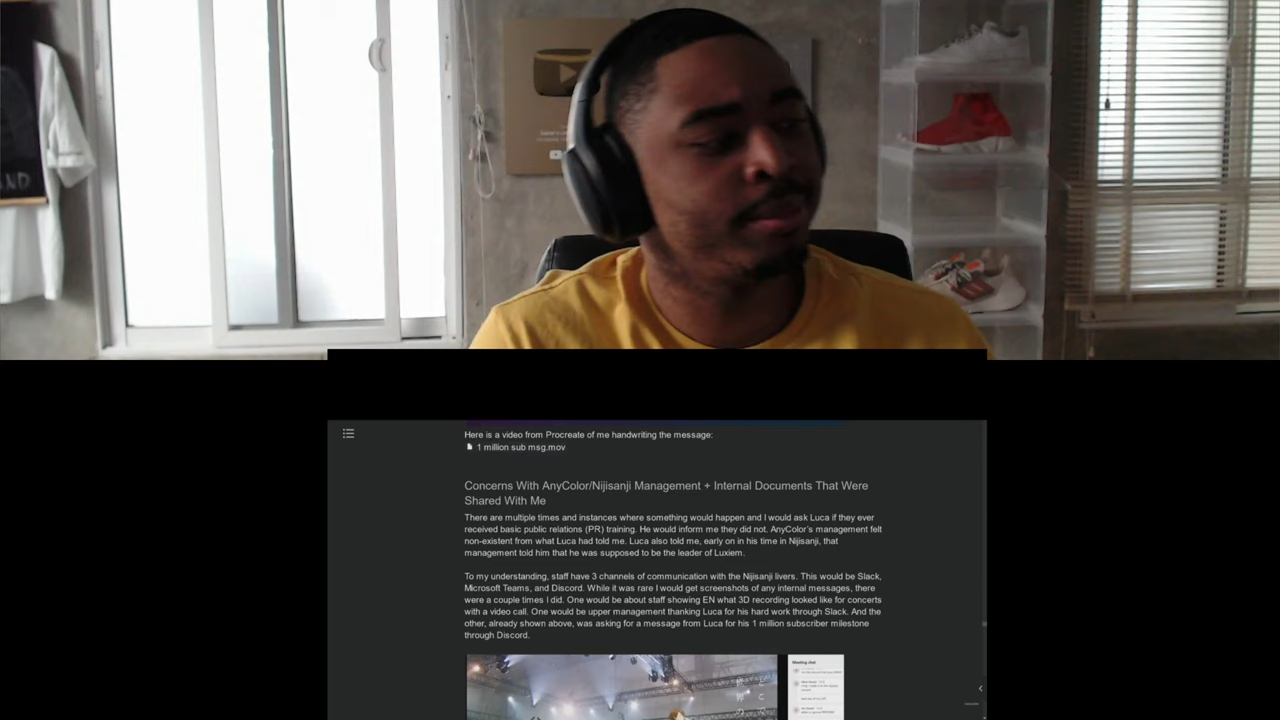 ND
Here is a video from Procreate of me handwriting the message:
1 million sub msg.mov
Concerns With AnyColor/Nijisanji Management + Internal Documents That Were
Shared With Me
There are multiple times and instances where something would happen and I would ask Luca if they ever
received basic public relations (PR) training. He would inform me they did not. AnyColor's management felt
non-existent from what Luca had told me. Luca also told me, early on in his time in Nijisanji, that
management told him that he was supposed to be the leader of Luxiem.
To my understanding, staff have 3 channels of communication with the Nijisanji livers. This would be Slack,
Microsoft Teams, and Discord. While it was rare I would get screenshots of any internal messages, there
were a couple times I did. One would be about staff showing EN what 3D recording looked like for concerts
with a video call. One would be upper management thanking Luca for his hard work through Slack. And the
other, already shown above, was asking for a message from Luca for his 1 million subscriber milestone
through Discord.
Meeting chat